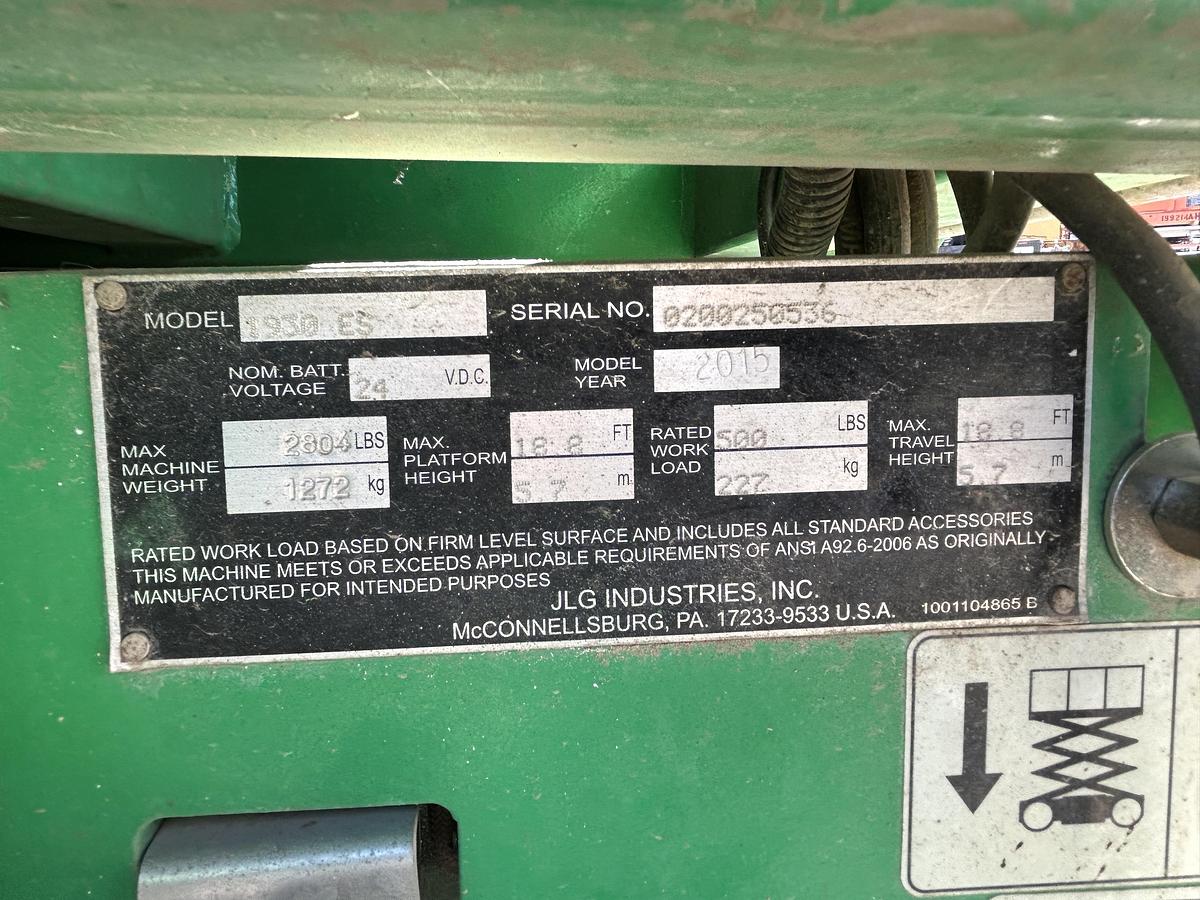 MODEL 1930 ES SERIAL NO. 0200250536
NOM. BATT. VOLTAGE 24 V.D.C. MODEL YEAR 2015
MAX MACHINE WEIGHT 2804 LBS 1272 kg
MAX. PLATFORM HEIGHT 18.8 FT 5.7 m
RATED WORK LOAD 500 LBS 227 kg
MAX. TRAVEL HEIGHT 18.8 FT 5.7 m
RATED WORK LOAD BASED ON FIRM LEVEL SURFACE AND INCLUDES ALL STANDARD ACCESSORIES
THIS MACHINE MEETS OR EXCEEDS APPLICABLE REQUIREMENTS OF ANSI A92.6-2006 AS ORIGINALLY
MANUFACTURED FOR INTENDED PURPOSES
JLG INDUSTRIES, INC.
McCONNELLSBURG, PA. 17233-9533 U.S.A. 1001104865 B